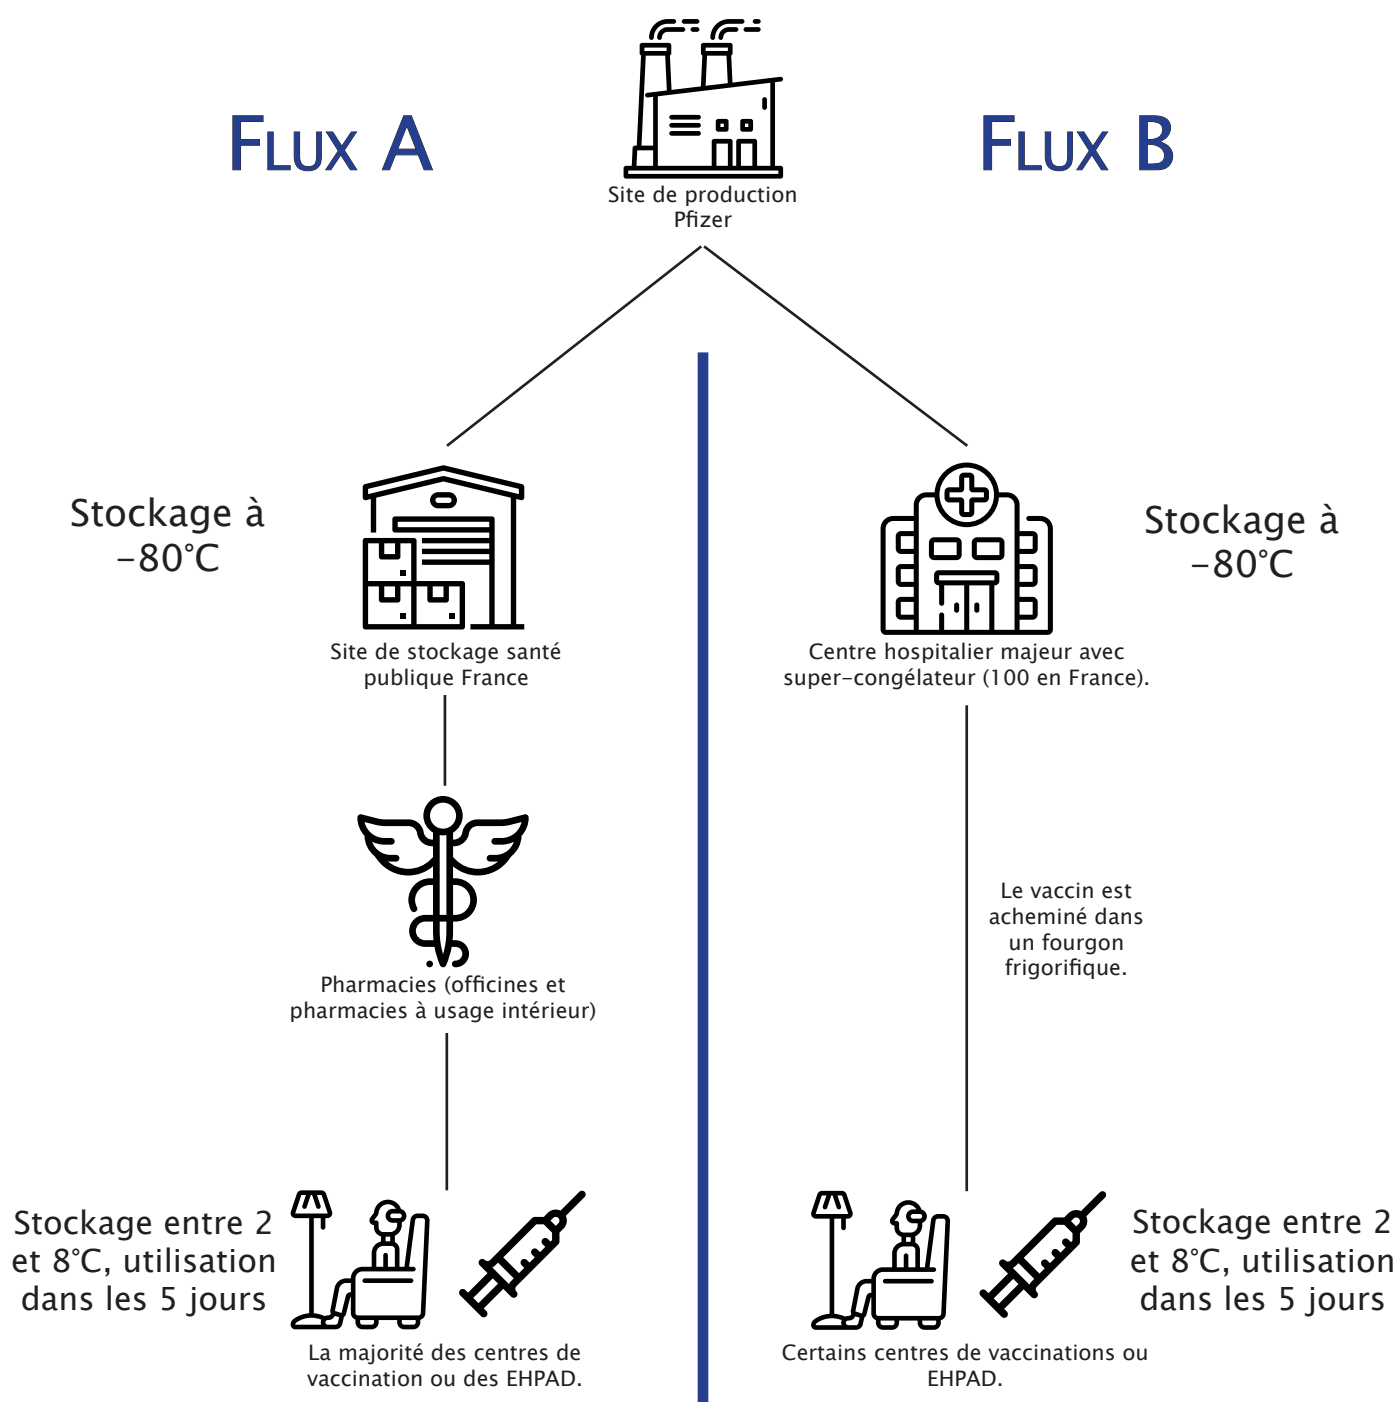 FLUX A
FLUX B
Site de production
Pfizer
Stockage à
-80°C
Stockage à
-80°C
Site de stockage santé
publique France
Centre hospitalier majeur avec
super-congélateur (100 en France).
Le vaccin est
acheminé dans
un fourgon
frigorifique.
Pharmacies (officines et
pharmacies à usage intérieur)
Stockage entre 2
et 8°C, utilisation
dans les 5 jours
Stockage entre 2
et 8°C, utilisation
dans les 5 jours
La majorité des centres de
vaccination ou des EHPAD.
Certains centres de vaccinations ou
EHPAD.